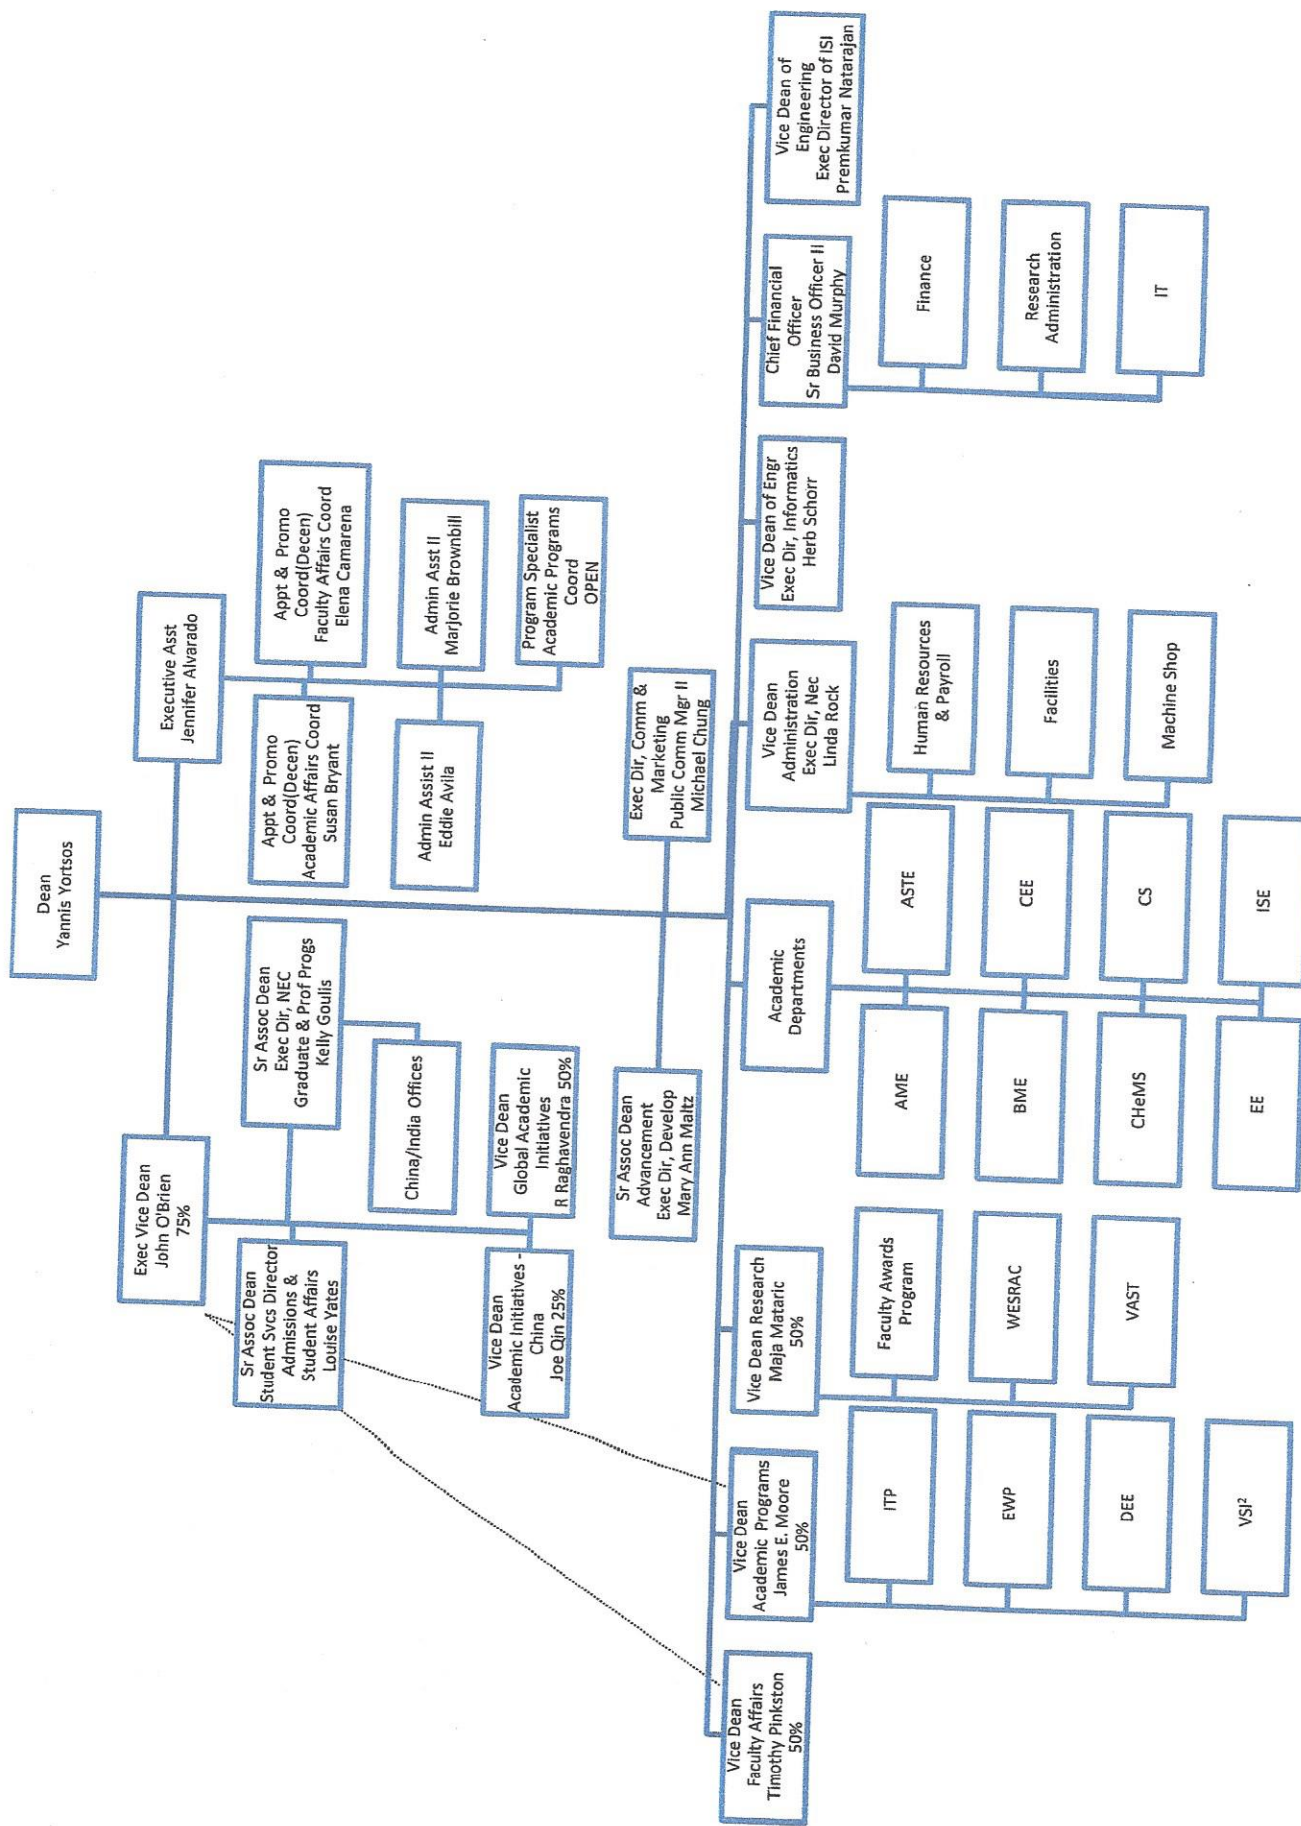 Dean
Yannis Yortsos
Exec Vice Dean
John O'Brien
75%
Executive Asst
Jennifer Alvarado
Sr Assoc Dean
Student Svcs Director
Admissions &
Student Affairs
Louise Yates
Sr Assoc Dean
Exec Dir, NEC
Graduate & Prof Progs
Kelly Goulis
China/India Offices
Vice Dean
Academic Initiatives -
China
Joe Qin 25%
Vice Dean
Global Academic
Initiatives
R Raghavendra 50%
Appt & Promo
Coord(Decen)
Academic Affairs Coord
Susan Bryant
Appt & Promo
Coord(Decen)
Faculty Affairs Coord
Elena Camarena
Admin Assist II
Eddie Avila
Admin Asst II
Marjorie Brownbill
Program Specialist
Academic Programs
Coord
OPEN
Sr Assoc Dean
Advancement
Exec Dir, Develop
Mary Ann Maltz
Exec Dir, Comm &
Marketing
Public Comm Mgr II
Michael Chung
Vice Dean
Faculty Affairs
Timothy Pinkston
50%
Vice Dean
Academic Programs
James E. Moore
50%
ITP
EWP
DEE
VSI²
Vice Dean Research
Maja Mataric
50%
Faculty Awards
Program
WESRAC
VAST
Academic
Departments
AME
ASTE
BME
CEE
CHeMS
CS
EE
ISE
Vice Dean
Administration
Exec Dir, Nec
Linda Rock
Human Resources
& Payroll
Facilities
Machine Shop
Vice Dean of Engr
Exec Dir, Informatics
Herb Schorr
Chief Financial
Officer
Sr Business Officer II
David Murphy
Finance
Research
Administration
IT
Vice Dean of
Engineering
Exec Director of ISI
Premkumar Natarajan